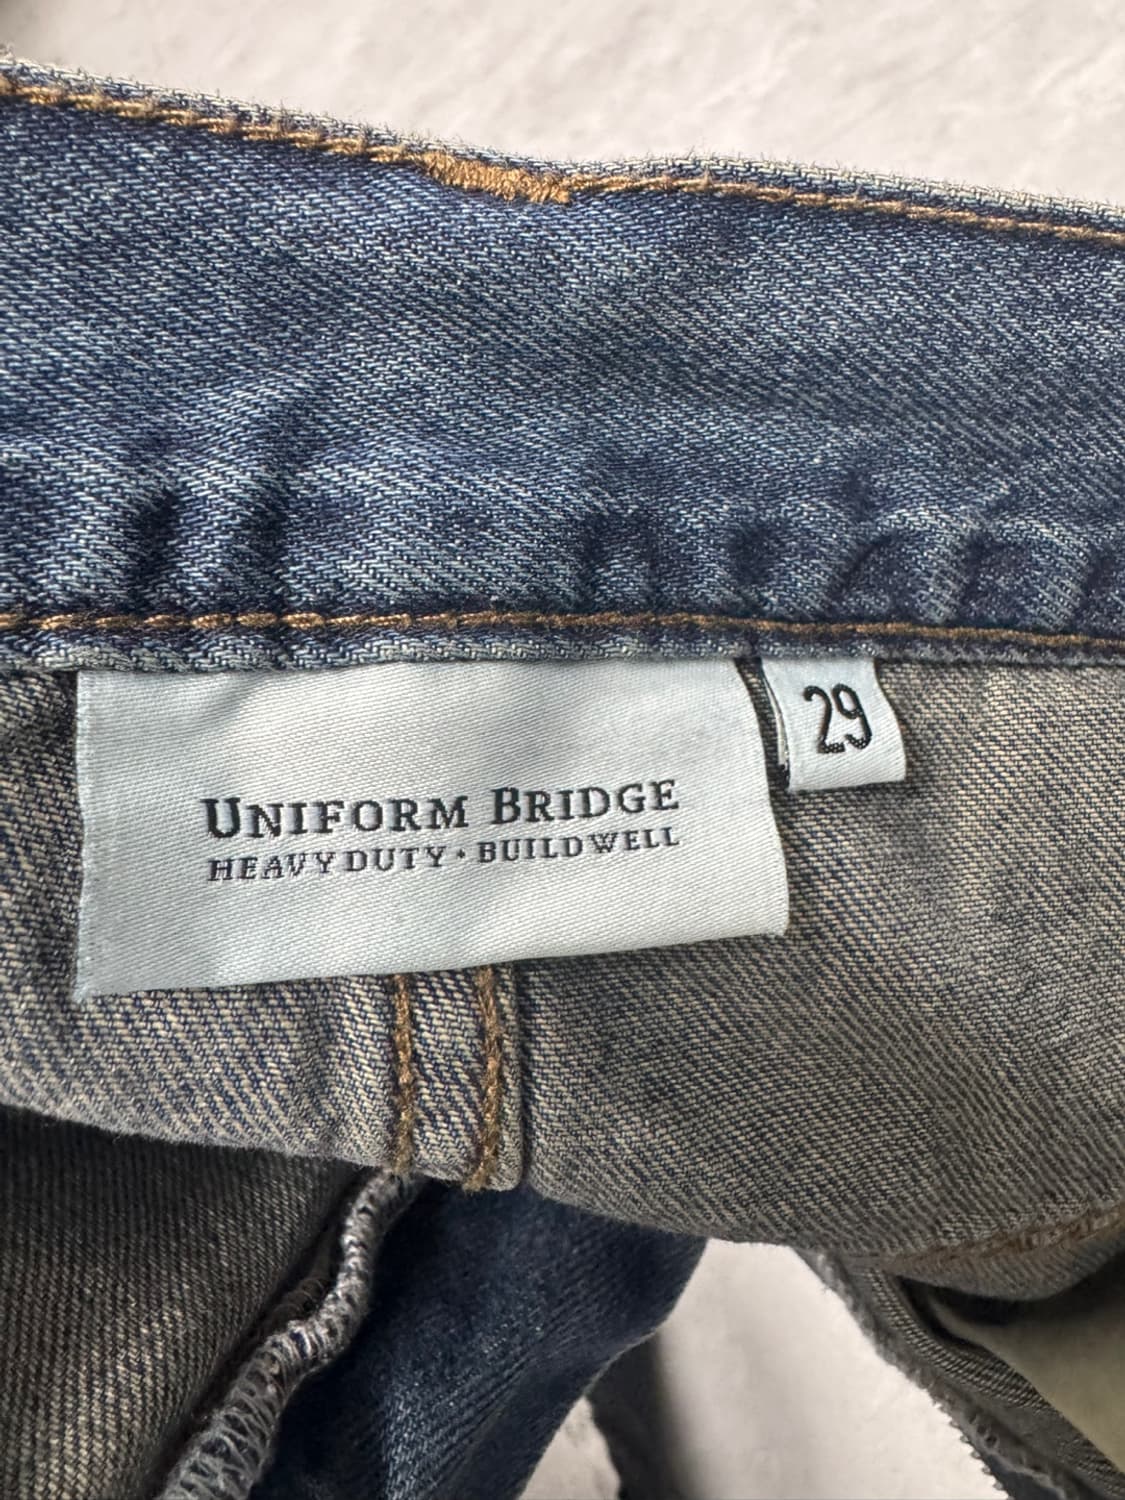 UNIFORM BRIDGE
HEAVY DUTY · BUILD WELL
29